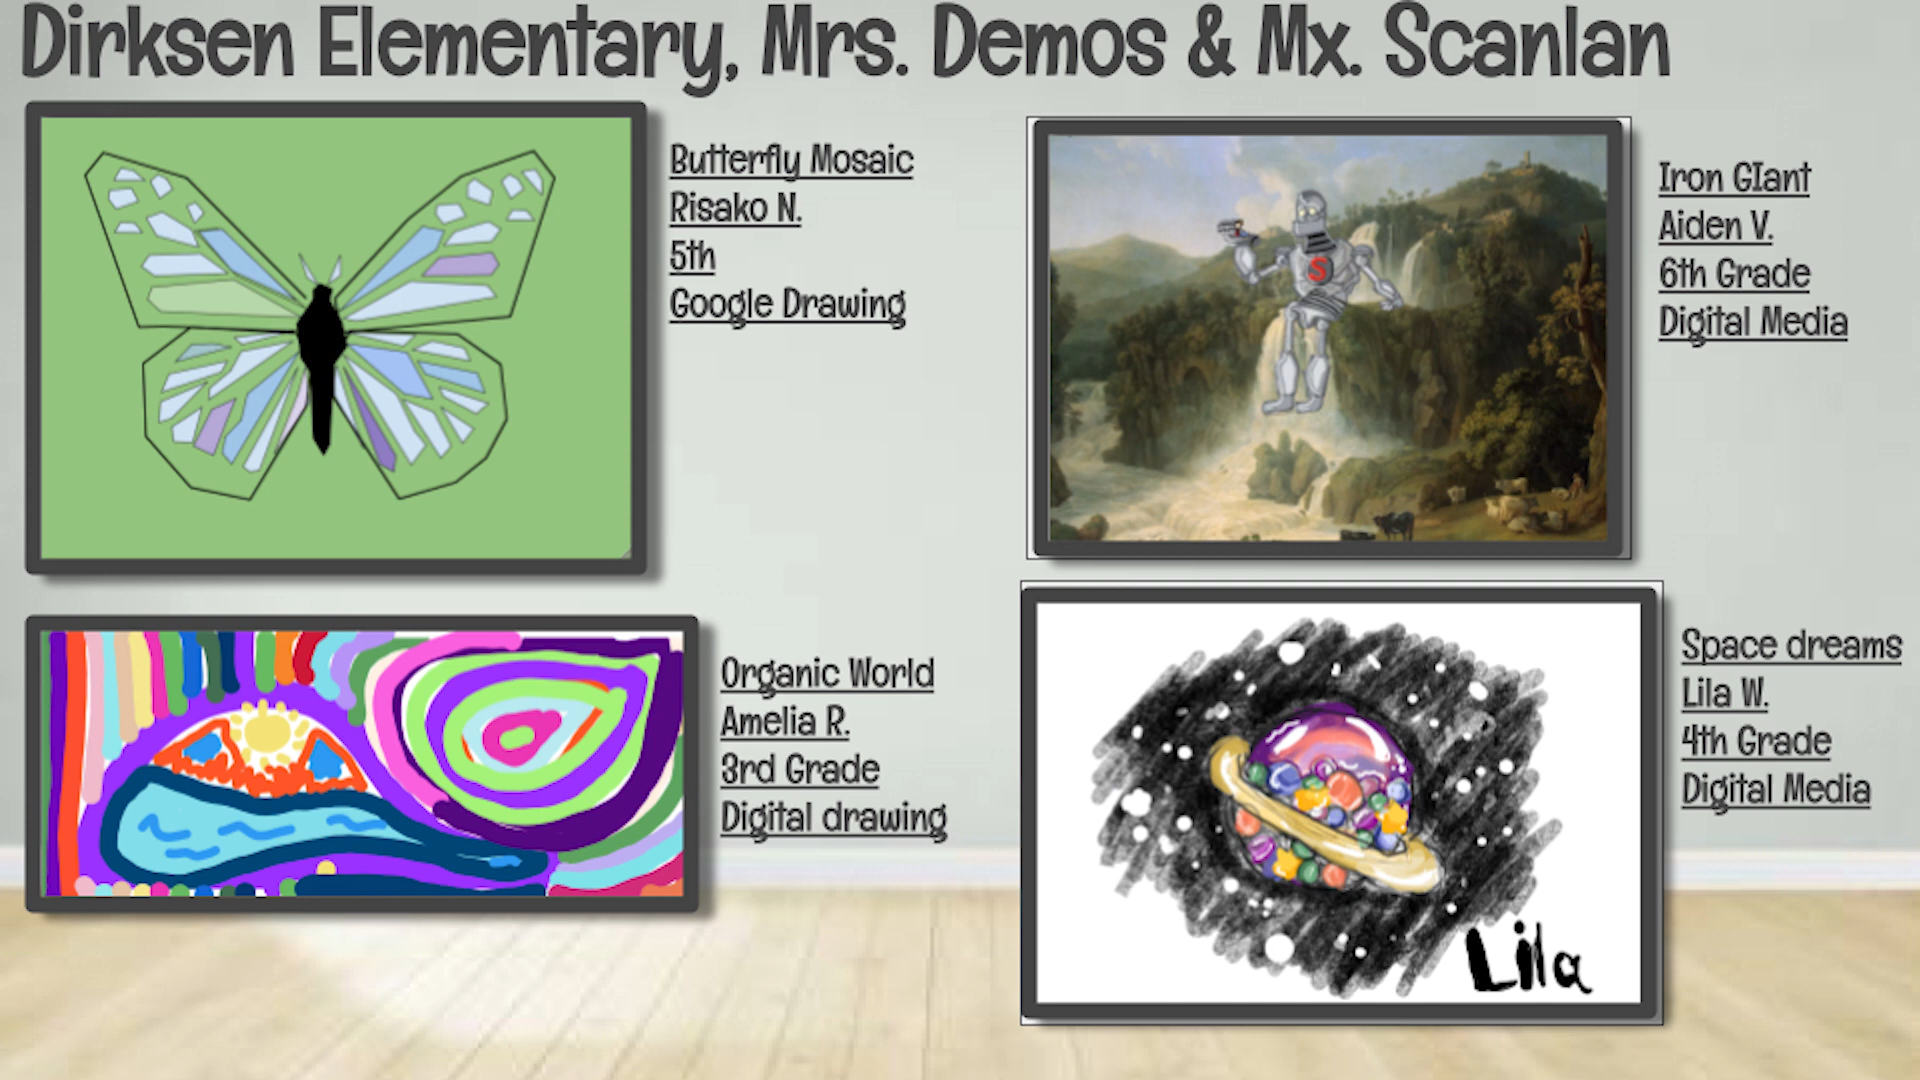 Dirksen Elementary, Mrs. Demos & Mx. Scanlan
Butterfly Mosaic
Risako N.
5th
Google Drawing
Iron GIant
Aiden V.
6th Grade
Digital Media
S
Organic World
Amelia R.
3rd Grade
Digital drawing
Space dreams
Lila W.
4th Grade
Digital Media
Lila